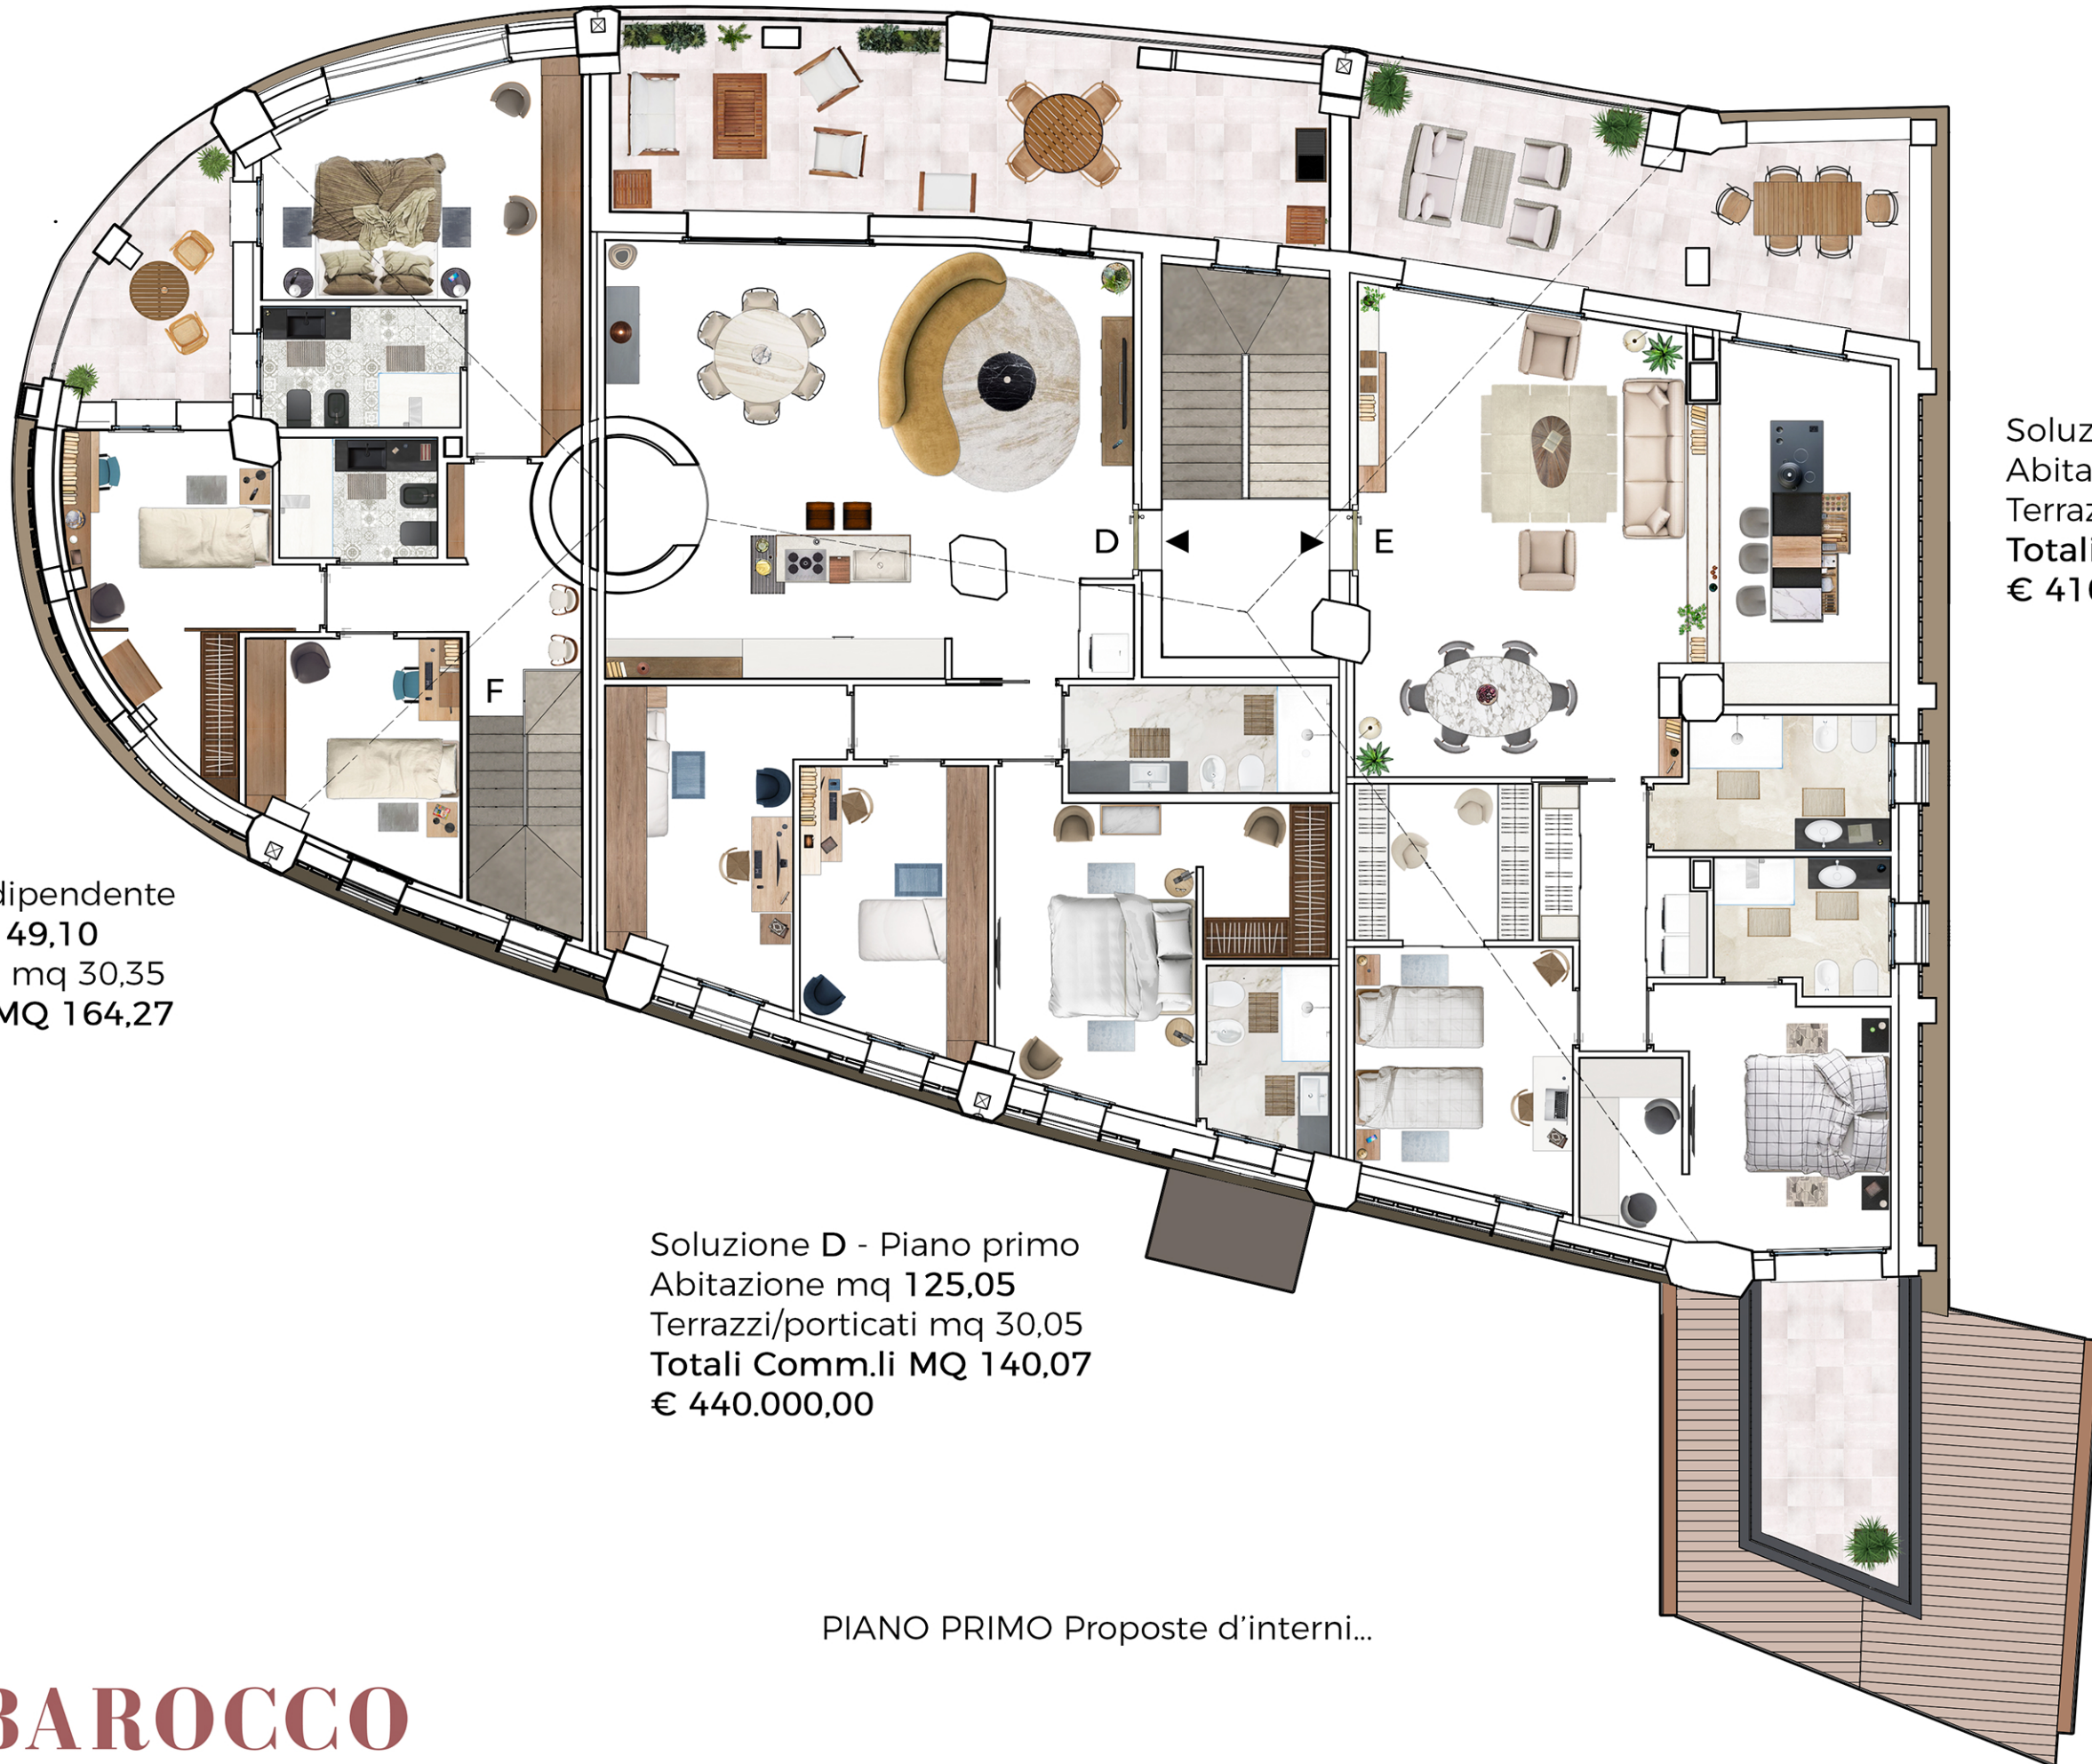 D
E
F
Soluz
Abita
Terraz
Totali
€ 410
dipendente
49,10
mq 30,35
MQ 164,27
Soluzione D - Piano primo
Abitazione mq 125,05
Terrazzi/porticati mq 30,05
Totali Comm.li MQ 140,07
€ 440.000,00
PIANO PRIMO Proposte d’interni...
BAROCCO